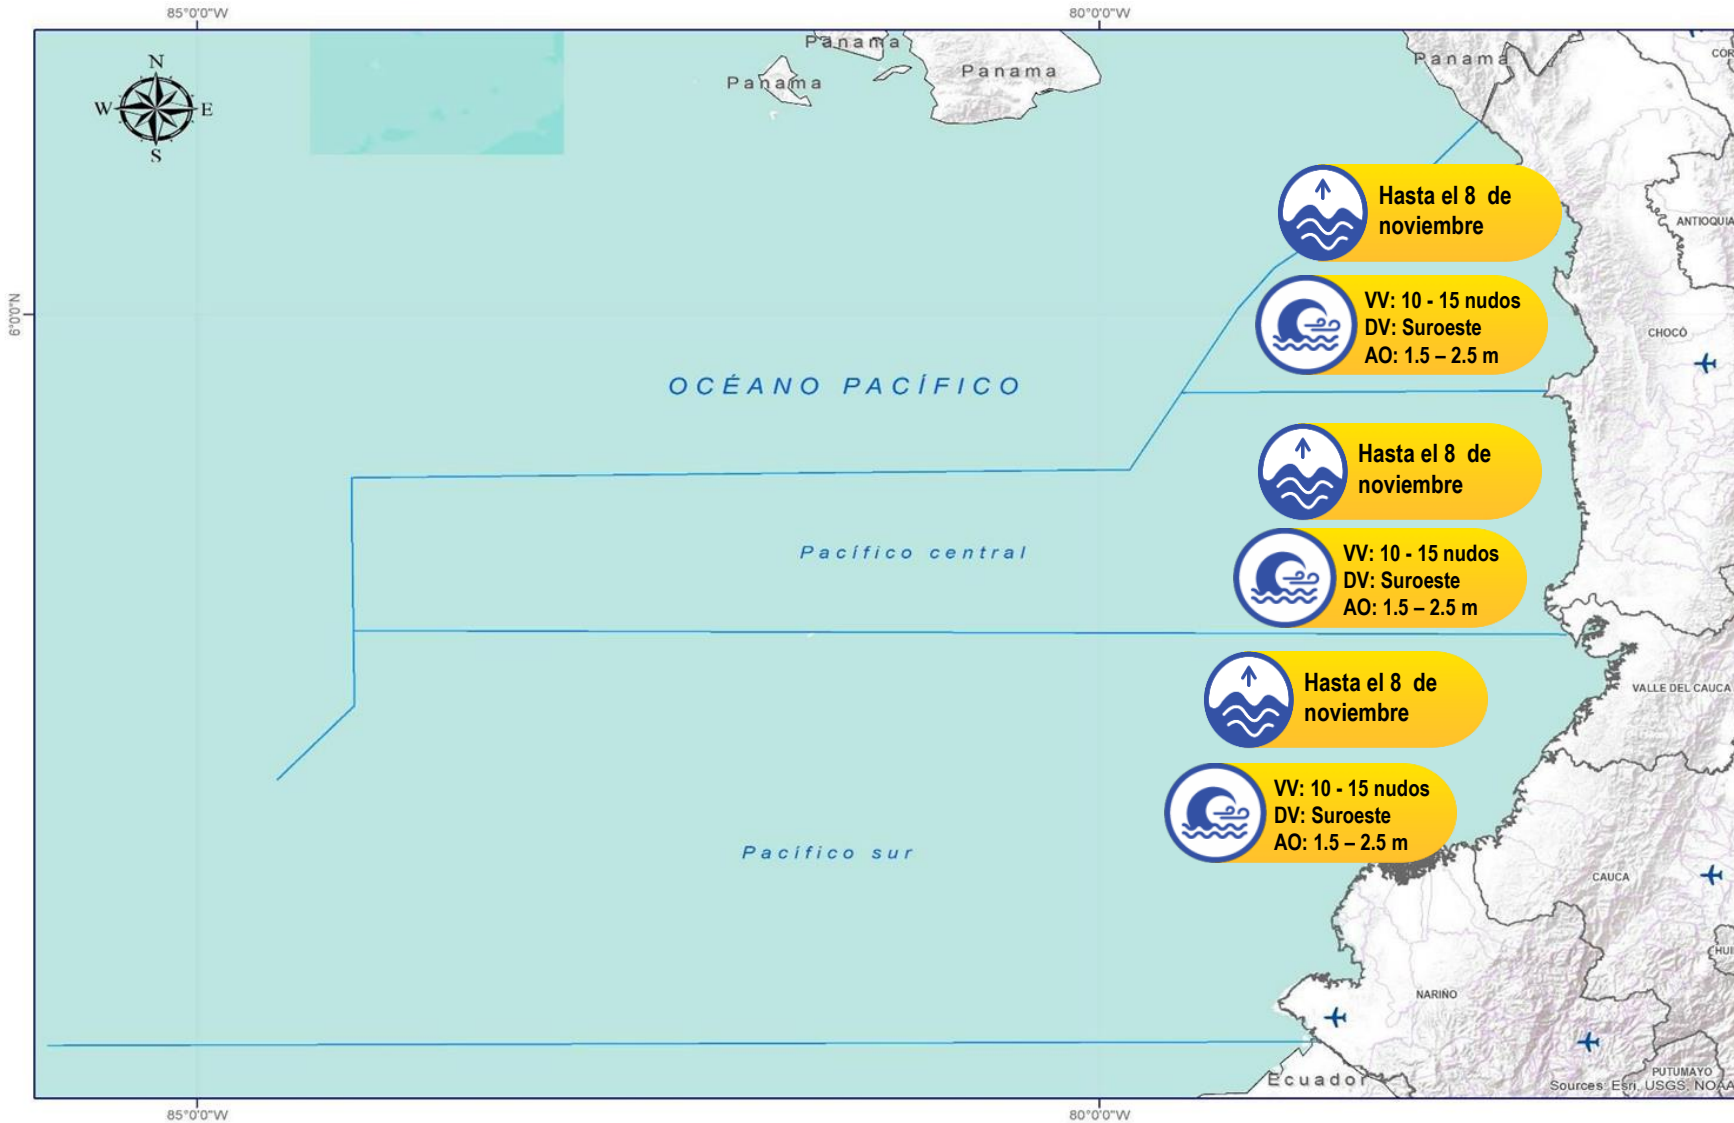 85°0'0"W
80°0'0"W
N
W
E
S
Panama
Panama
Panama
Panama
6°0'0"N
ANTIOQUIA
Hasta el 8 de
noviembre
VV: 10 - 15 nudos
DV: Suroeste
AO: 1.5 – 2.5 m
CHOCÓ
OCÉANO PACÍFICO
Hasta el 8 de
noviembre
Pacífico central
VV: 10 - 15 nudos
DV: Suroeste
AO: 1.5 – 2.5 m
Hasta el 8 de
noviembre
VALLE DEL CAUCA
VV: 10 - 15 nudos
DV: Suroeste
AO: 1.5 – 2.5 m
Pacífico sur
CAUCA
HUI
NARIÑO
PUTUMAYO
Ecuador
Sources: Esri, USGS, NOAA
85°0'0"W
80°0'0"W